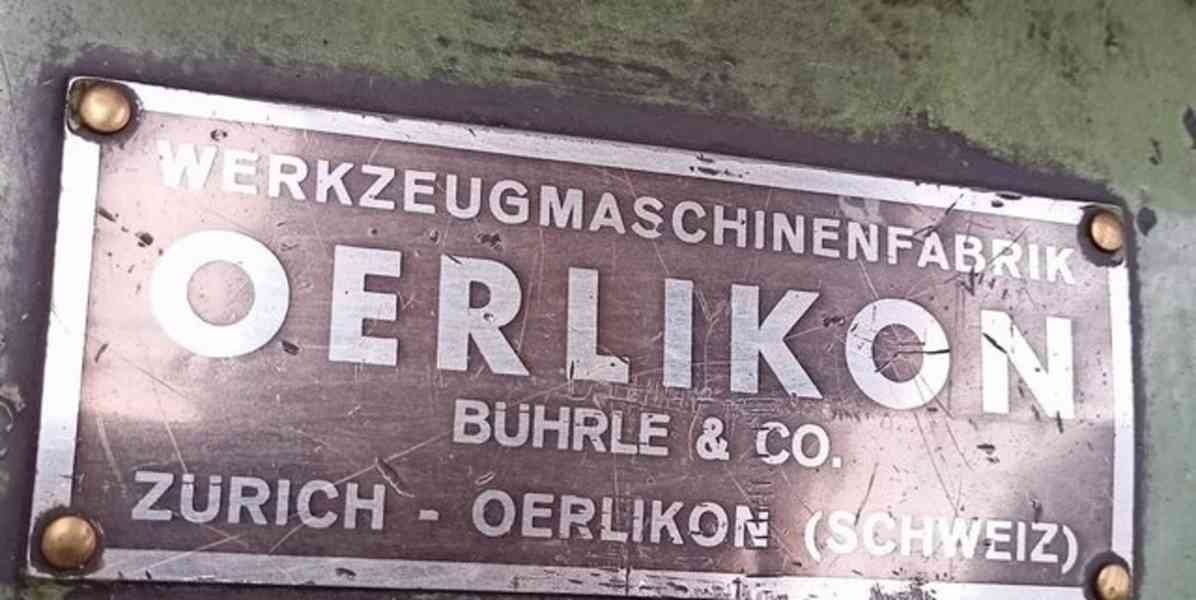 WERKZEUGMASCHINENFABRIK
OERLIKON
BÜHRLE & CO.
ZÜRICH - OERLIKON (SCHWEIZ)